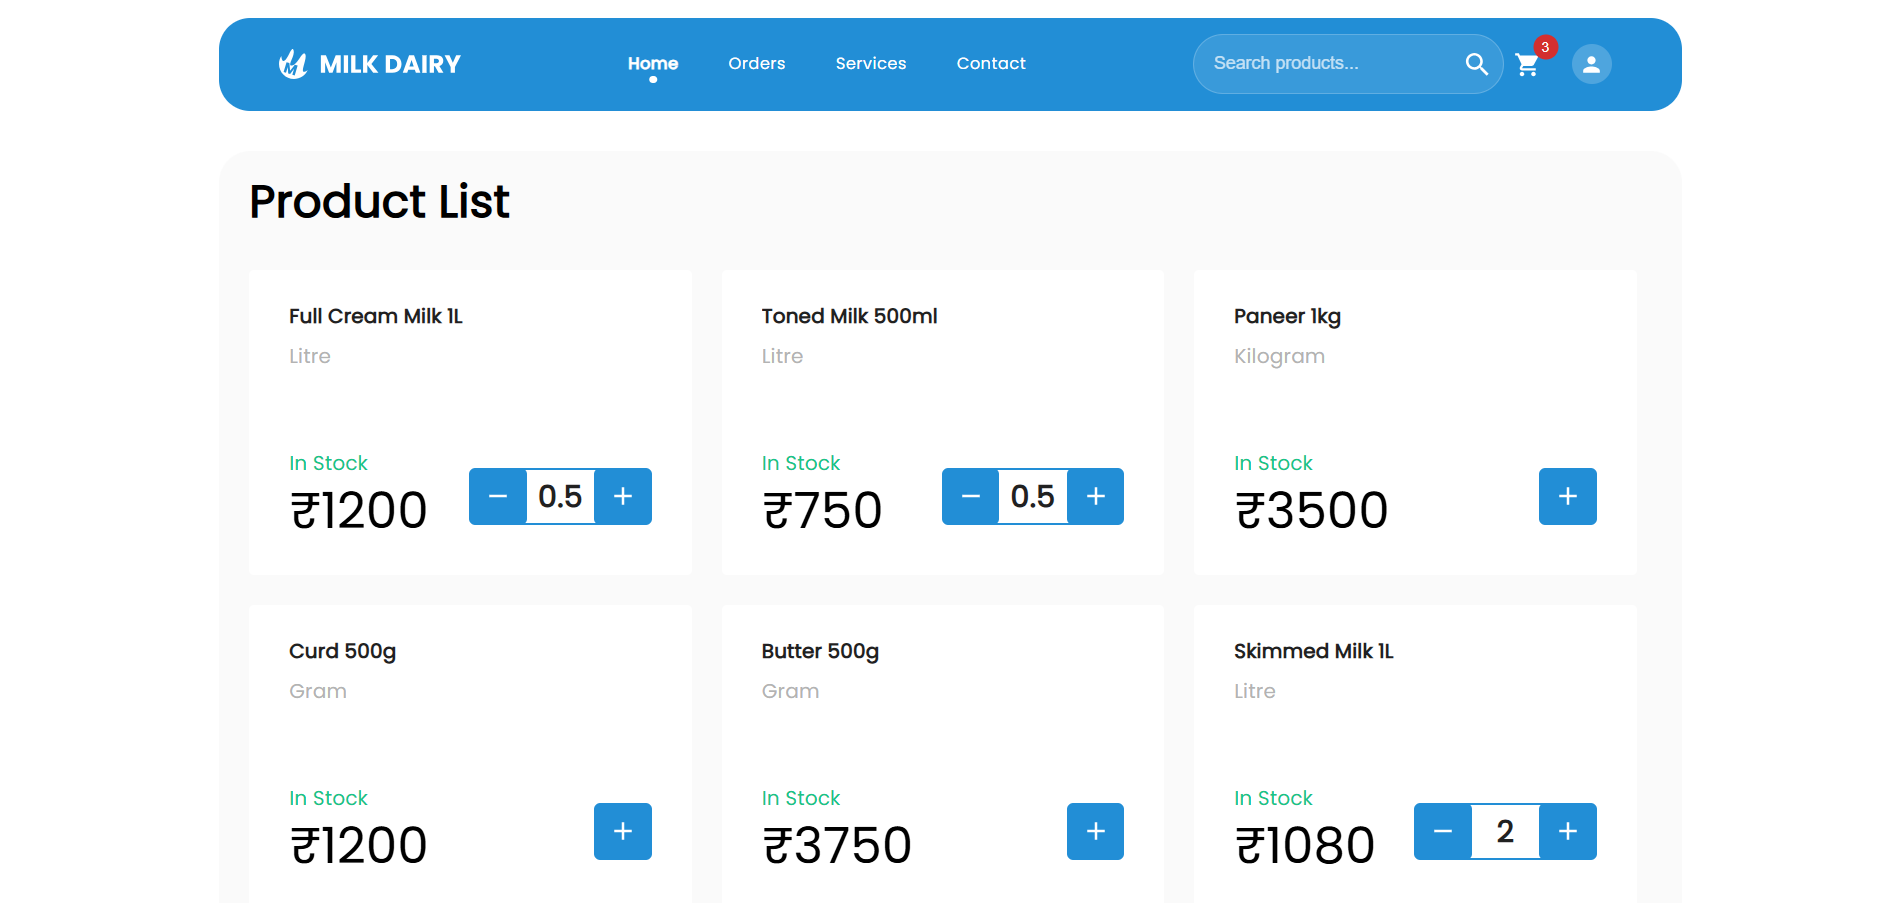 MILK DAIRY
Home
Orders
Services
Contact
Search products...
3
Product List
Full Cream Milk 1L
Litre
In Stock
₹1200
− 0.5 +
Toned Milk 500ml
Litre
In Stock
₹750
− 0.5 +
Paneer 1kg
Kilogram
In Stock
₹3500
+
Curd 500g
Gram
In Stock
₹1200
+
Butter 500g
Gram
In Stock
₹3750
+
Skimmed Milk 1L
Litre
In Stock
₹1080
− 2 +